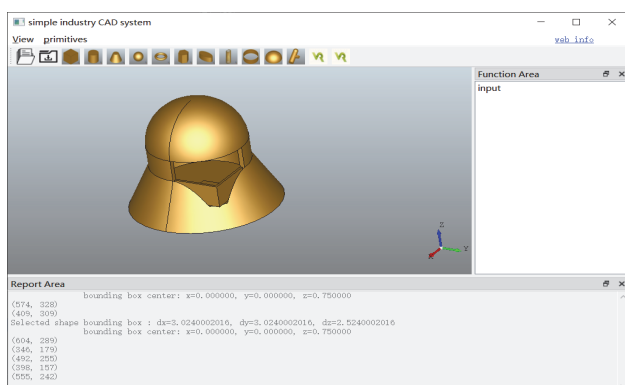 simple industry CAD system
View primitives
web info
Function Area
input
Z
Y
Report Area
bounding box center: x=0.000000, y=0.000000, z=0.750000
(574, 328)
(409, 309)
Selected shape bounding box : dx=3.0240002016, dy=3.0240002016, dz=2.5240002016
bounding box center: x=0.000000, y=0.000000, z=0.750000
(604, 289)
(346, 179)
(492, 255)
(398, 157)
(555, 242)